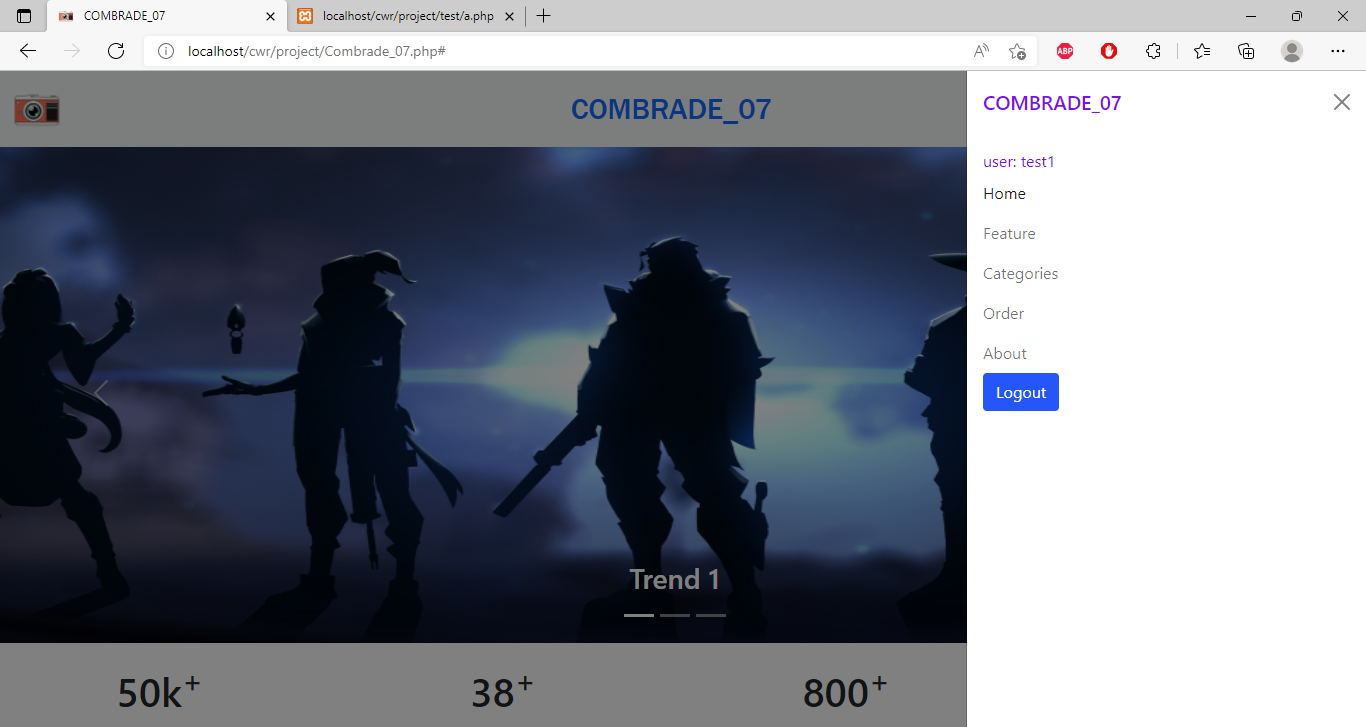 COMBRADE_07
localhost/cwr/project/test/a.php
localhost/cwr/project/Combrade_07.php#
ABP
COMBRADE_07
COMBRADE_07
user: test1
Home
Feature
Categories
Order
About
Logout
Trend 1
50k+
38+
800+